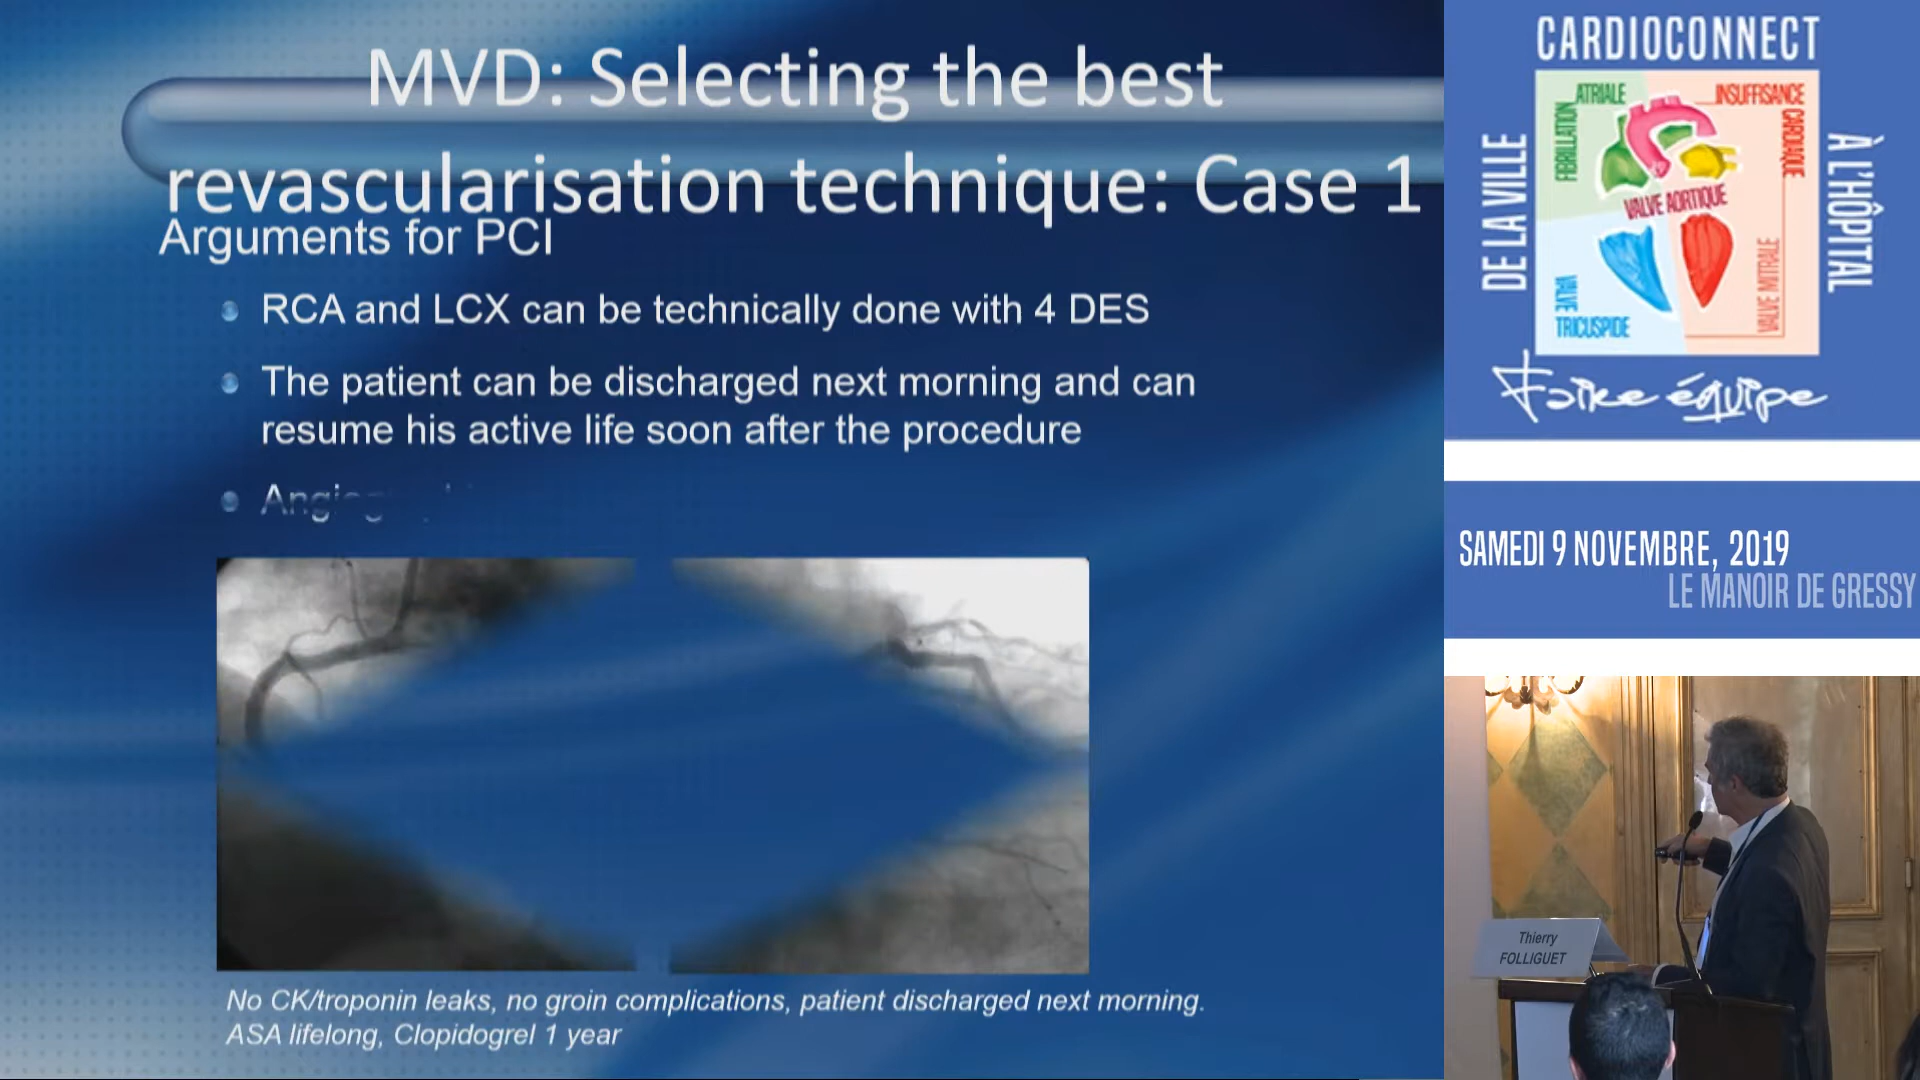 MVD: Selecting the best
revascularisation technique: Case 1
Arguments for PCI
RCA and LCX can be technically done with 4 DES
The patient can be discharged next morning and can
resume his active life soon after the procedure
No CK/troponin leaks, no groin complications, patient discharged next morning.
ASA lifelong, Clopidogrel 1 year
CARDIOCONNECT
DE LA VILLE
À L'HÔPITAL
FIBRILLATION
ATRIALE
INSUFFISANCE
CARDIAQUE
VALVE AORTIQUE
VALVE
TRICUSPIDE
VALVE MITRALE
Faire équipe
SAMEDI 9 NOVEMBRE, 2019
LE MANOIR DE GRESSY
Thierry
FOLLIGUET